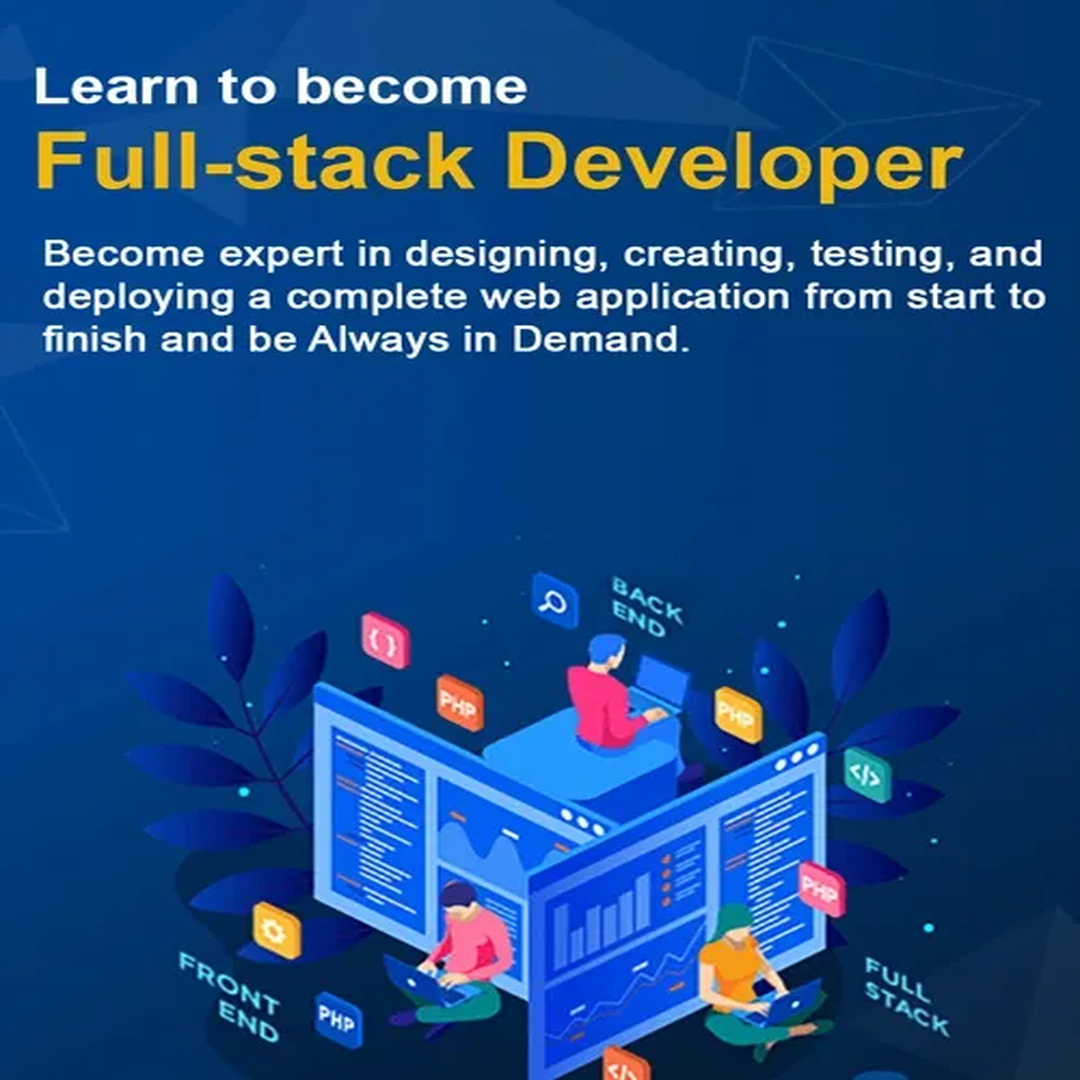 Learn to become
Full-stack Developer
Become expert in designing, creating, testing, and
deploying a complete web application from start to
finish and be Always in Demand.
BACK
END
{ }
PHP
PHP
</>
PHP
FRONT
END
PHP
FULL
STACK
</>